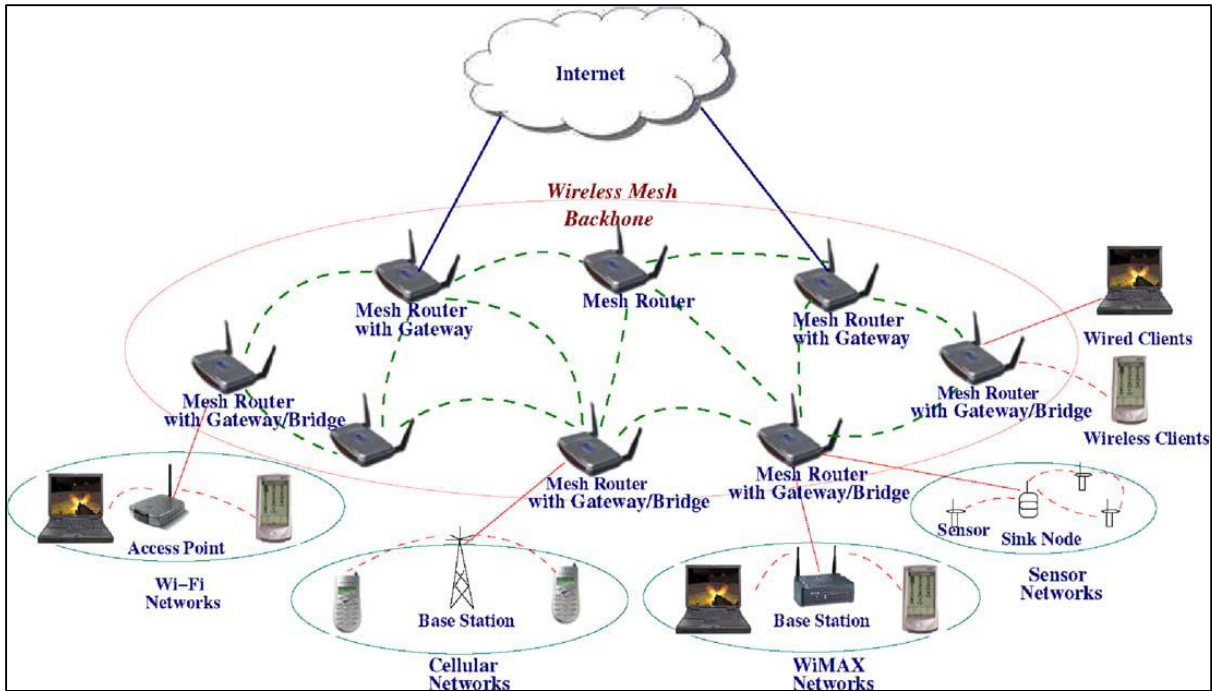 Internet
Wireless Mesh
Backhone
Mesh Router
with Gateway
Mesh Router
Mesh Router
with Gateway
Wired Clients
Mesh Router
with Gateway/Bridge
Mesh Router
with Gateway/Bridge
Wireless Clients
Mesh Router
with Gateway/Bridge
Mesh Router
with Gateway/Bridge
Access Point
Wi-Fi
Networks
Base Station
Cellular
Networks
Base Station
WiMAX
Networks
Sensor
Sink Node
Sensor
Networks